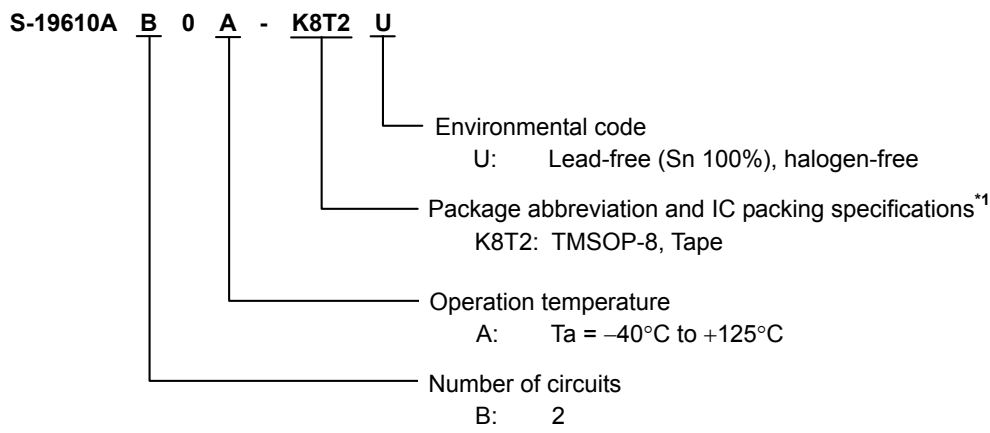 S-19610A B 0 A - K8T2 U
Environmental code
U: Lead-free (Sn 100%), halogen-free
Package abbreviation and IC packing specifications*1
K8T2: TMSOP-8, Tape
Operation temperature
A: Ta = −40°C to +125°C
Number of circuits
B: 2